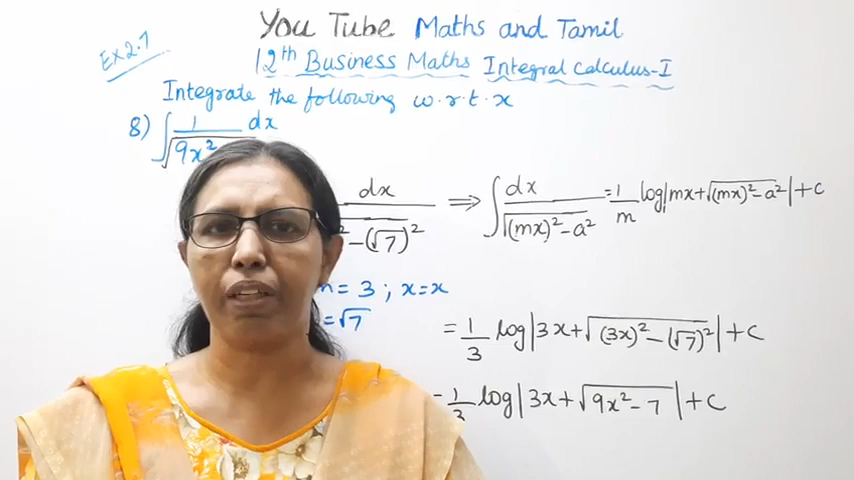 You Tube Maths and Tamil
Ex 2.7
12th Business Maths Integral Calculus-I
Integrate the following w.r.t. x
8) ∫ 1/√9x² dx
dx / √ -(√7)² ⇒ ∫ dx/√(mx)²-a² = 1/m log|mx+√(mx)²-a²|+c
= 3 ; x=x
=√7
= 1/3 log|3x+√(3x)²-(√7)²|+c
= 1/3 log|3x+√9x²-7|+c